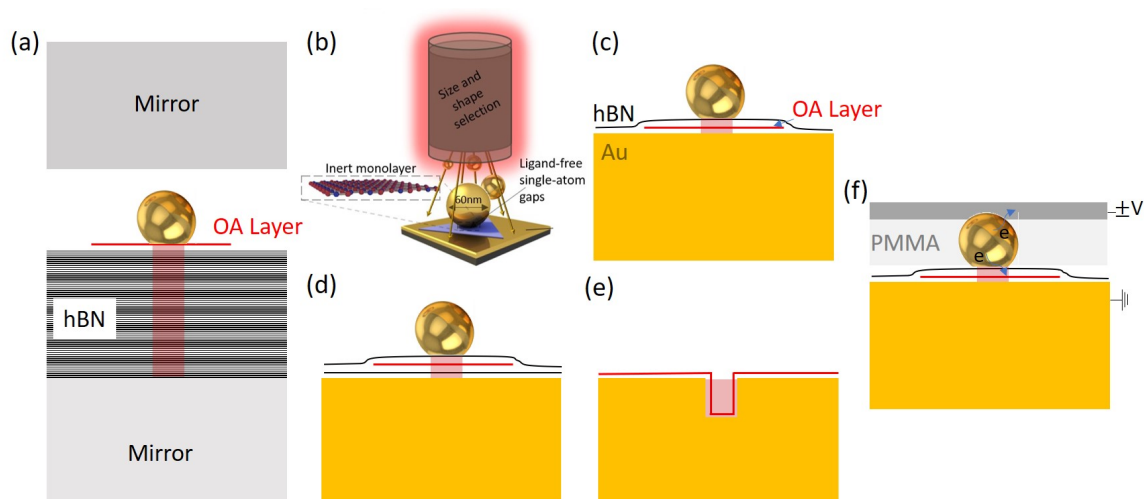 (a)
Mirror
OA Layer
hBN
Mirror
(b)
Size and
shape
selection
Inert monolayer
Ligand-free
single-atom
gaps
60nm
(c)
hBN
OA Layer
Au
(d)
(e)
(f)
±V
PMMA
e
e